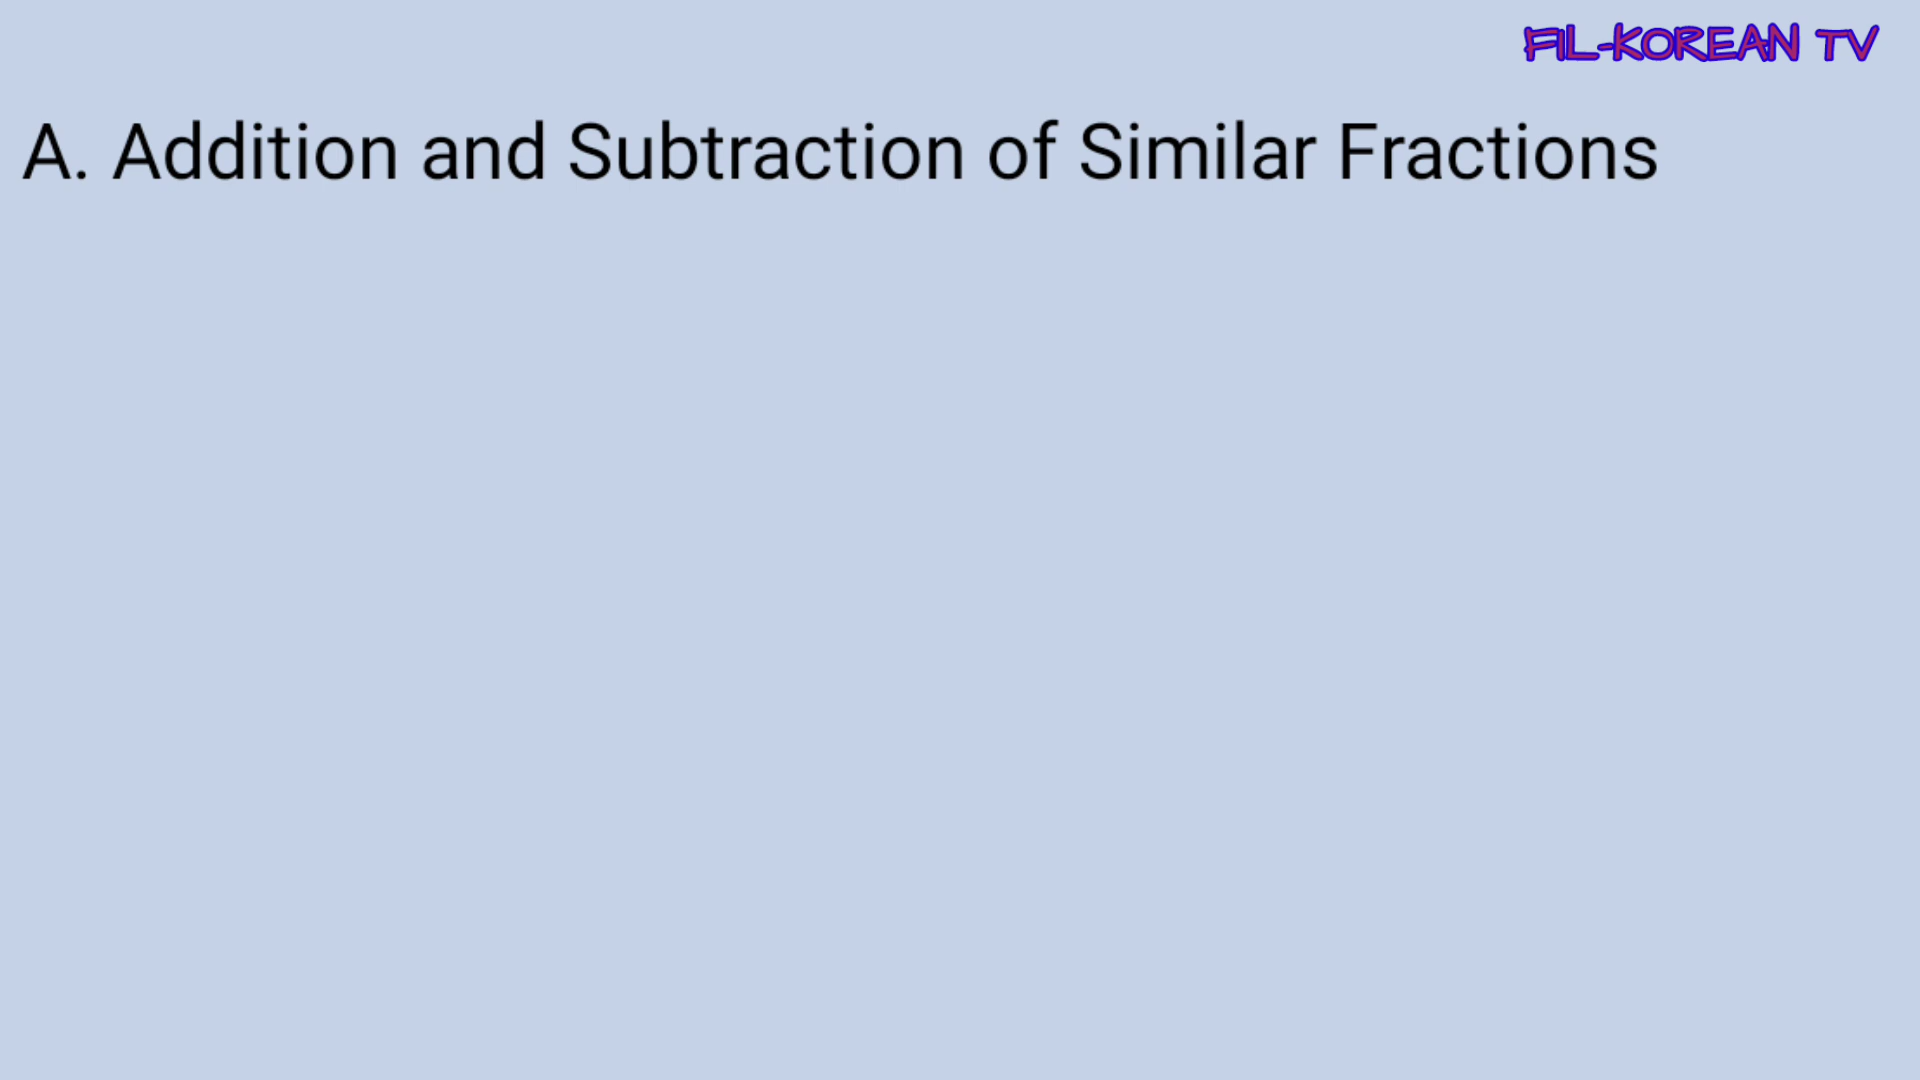 FIL-KOREAN TV
A. Addition and Subtraction of Similar Fractions